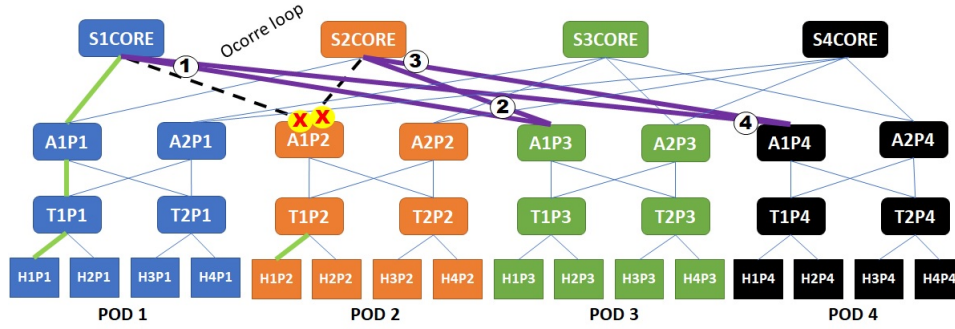 Ocorre loop
S1CORE S2CORE S3CORE S4CORE
1 3
2 4
X X
A1P1 A2P1 A1P2 A2P2 A1P3 A2P3 A1P4 A2P4
T1P1 T2P1 T1P2 T2P2 T1P3 T2P3 T1P4 T2P4
H1P1 H2P1 H3P1 H4P1 H1P2 H2P2 H3P2 H4P2 H1P3 H2P3 H3P3 H4P3 H1P4 H2P4 H3P4 H4P4
POD 1 POD 2 POD 3 POD 4